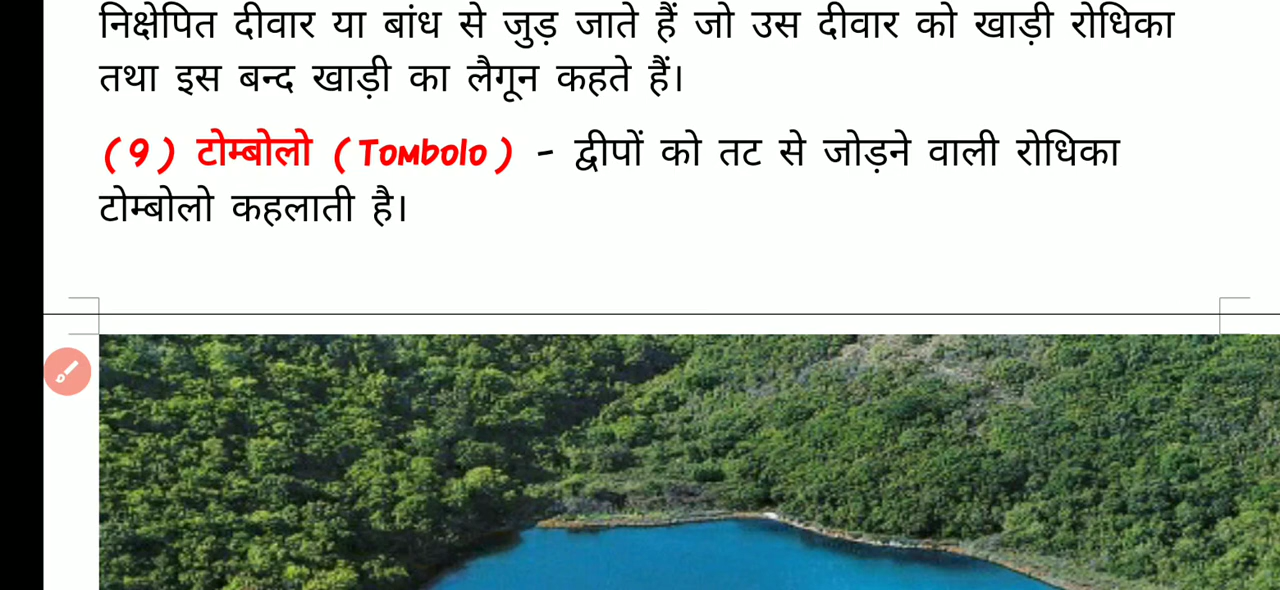 निक्षेपित दीवार या बांध से जुड़ जाते हैं जो उस दीवार को खाड़ी रोधिका
तथा इस बन्द खाड़ी का लैगून कहते हैं।
(9) टोम्बोलो (Tombolo) - द्वीपों को तट से जोड़ने वाली रोधिका
टोम्बोलो कहलाती है।